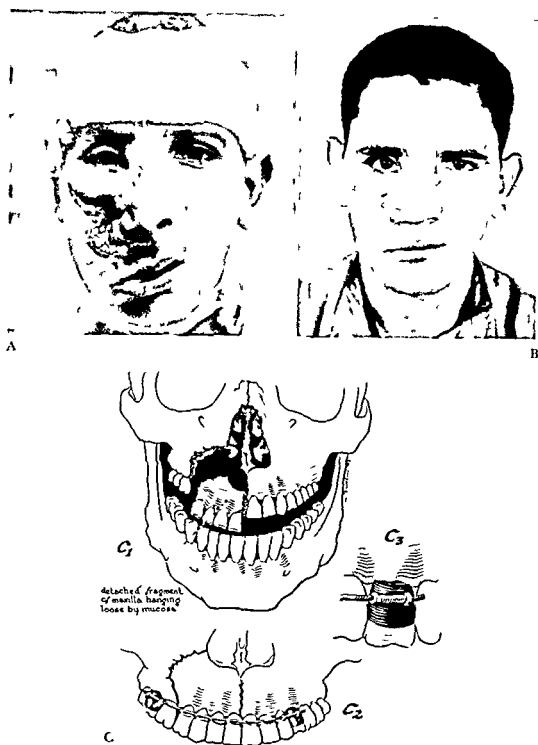 A
B
C1
detached fragment
of maxilla hanging
loose by mucosa
C3
C2
C